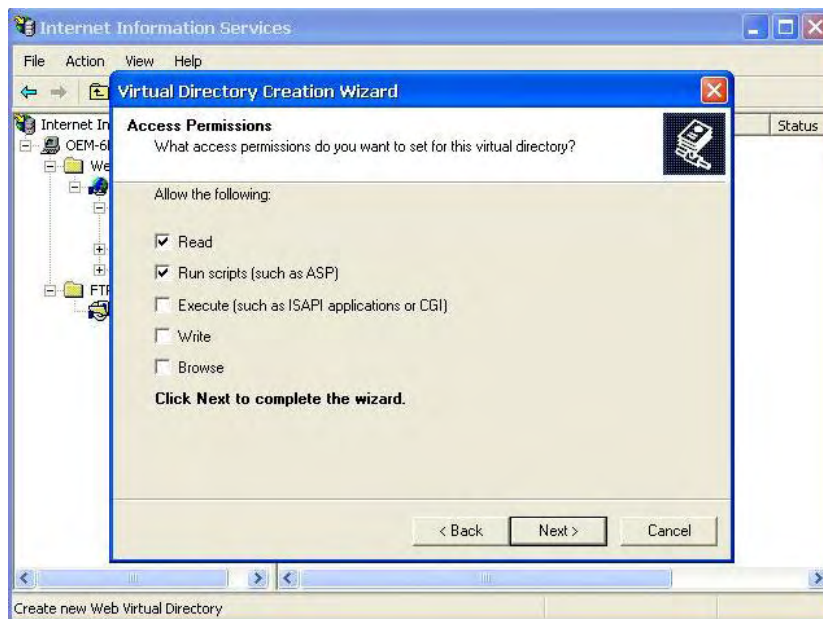 Internet Information Services
File Action View Help
Virtual Directory Creation Wizard
Internet In
Status
Access Permissions
What access permissions do you want to set for this virtual directory?
OEM-6
We
Allow the following:
Read
Run scripts (such as ASP)
FTP
Execute (such as ISAPI applications or CGI)
Write
Browse
Click Next to complete the wizard.
< Back Next > Cancel
Create new Web Virtual Directory